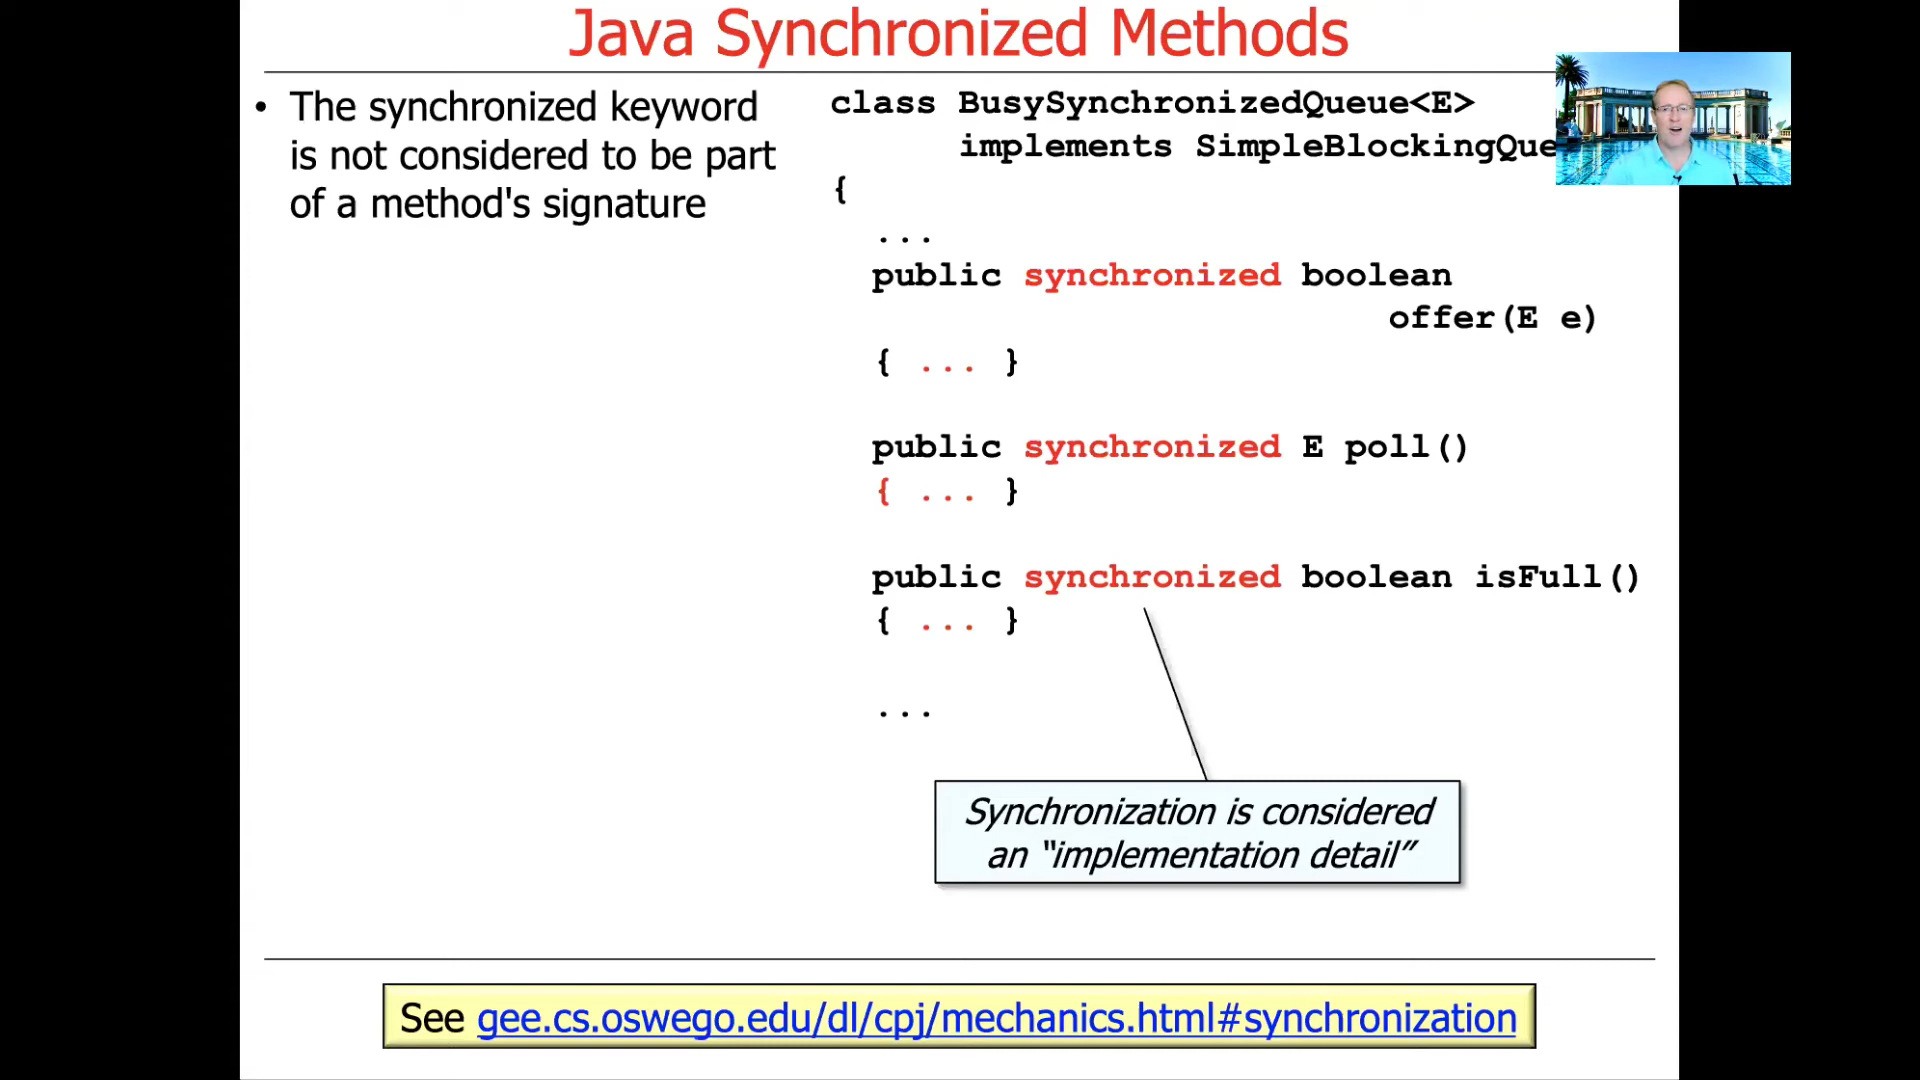 Java Synchronized Methods
• The synchronized keyword
is not considered to be part
of a method's signature
class BusySynchronizedQueue<E>
implements SimpleBlockingQue
{
...
public synchronized boolean
offer(E e)
{ ... }
public synchronized E poll()
{ ... }
public synchronized boolean isFull()
{ ... }
...
Synchronization is considered
an “implementation detail”
See gee.cs.oswego.edu/dl/cpj/mechanics.html#synchronization